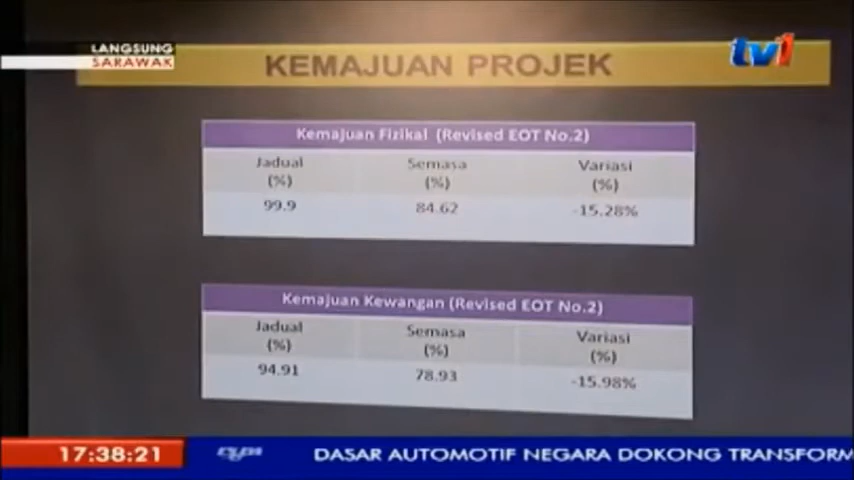 LANGSUNG
SARAWAK
KEMAJUAN PROJEK
tv1
Kemajuan Fizikal (Revised EOT No.2)
Jadual (%) Semasa (%) Variasi (%)
99.9 84.62 -15.28%
Kemajuan Kewangan (Revised EOT No.2)
Jadual (%) Semasa (%) Variasi (%)
94.91 78.93 -15.98%
17:38:21 DASAR AUTOMOTIF NEGARA DOKONG TRANSFORM